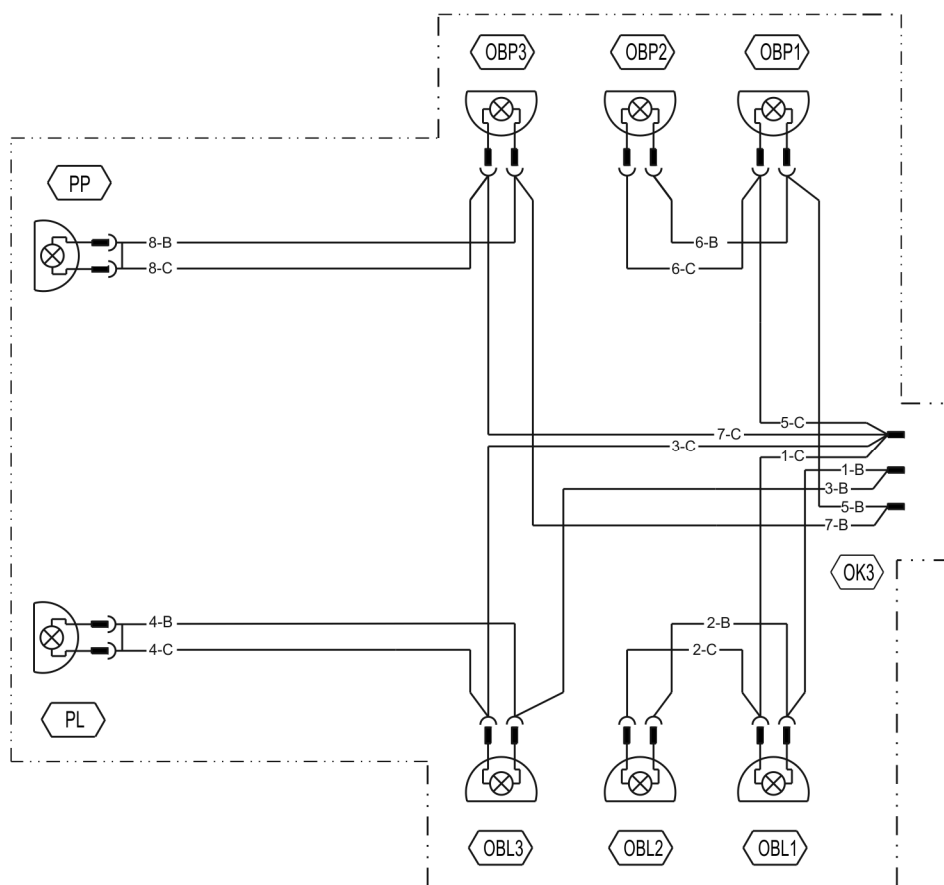 OBP3
OBP2
OBP1
PP
8-B
6-B
8-C
6-C
5-C
7-C
3-C
1-C
1-B
3-B
5-B
7-B
OK3
4-B
2-B
4-C
2-C
PL
OBL3
OBL2
OBL1